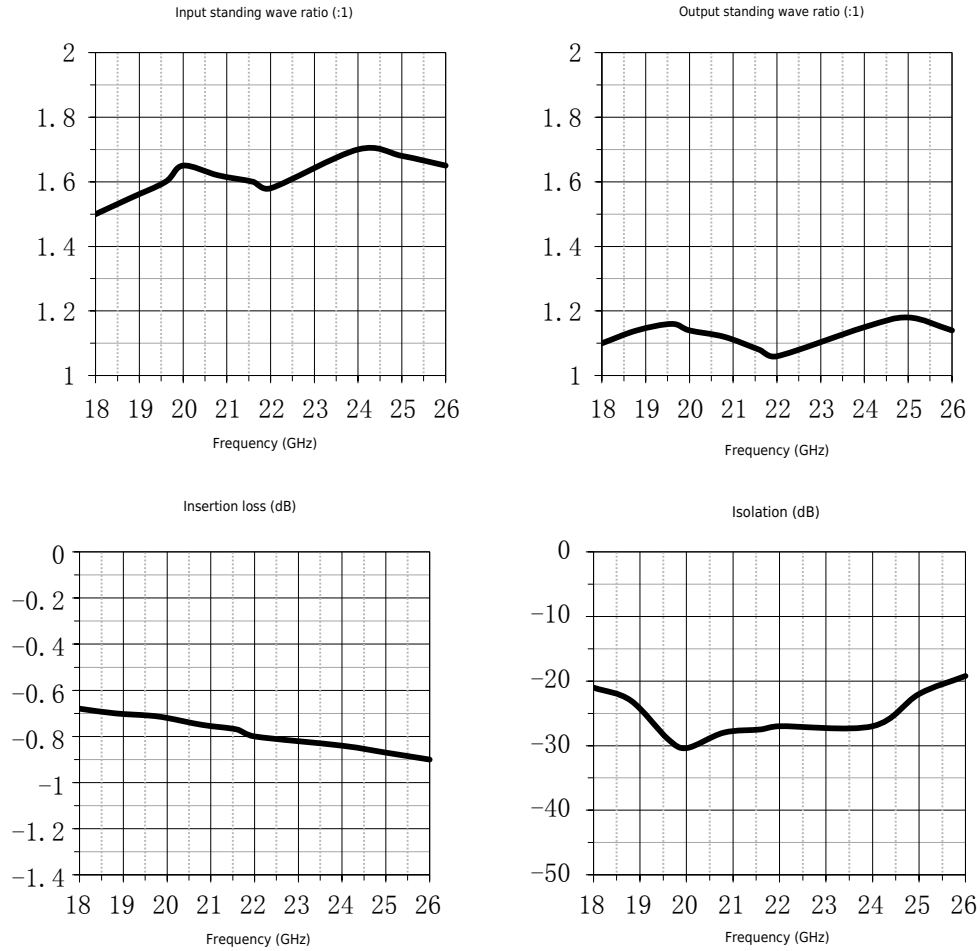 Input standing wave ratio (:1)
2
1.8
1.6
1.4
1.2
1
18 19 20 21 22 23 24 25 26
Frequency (GHz)
Output standing wave ratio (:1)
2
1.8
1.6
1.4
1.2
1
18 19 20 21 22 23 24 25 26
Frequency (GHz)
Insertion loss (dB)
0
-0.2
-0.4
-0.6
-0.8
-1
-1.2
-1.4
18 19 20 21 22 23 24 25 26
Frequency (GHz)
Isolation (dB)
0
-10
-20
-30
-40
-50
18 19 20 21 22 23 24 25 26
Frequency (GHz)